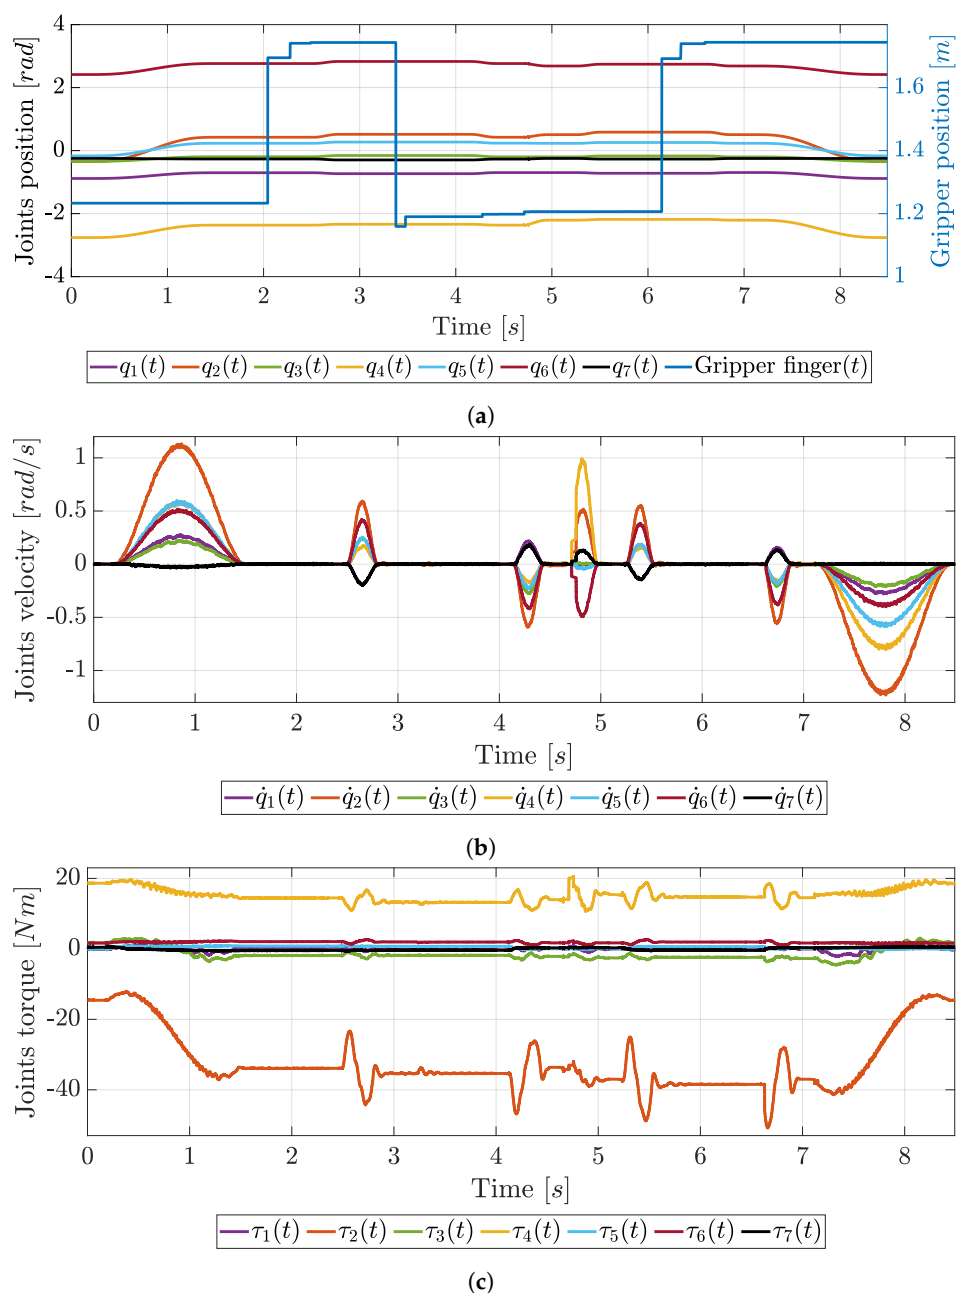 4
2
0
-2
-4
Joints position [rad]
1.6
1.4
1.2
1
Gripper position [m]
0 1 2 3 4 5 6 7 8
Time [s]
q₁(t) q₂(t) q₃(t) q₄(t) q₅(t) q₆(t) q₇(t) Gripper finger(t)
(a)
1
0.5
0
-0.5
-1
Joints velocity [rad/s]
0 1 2 3 4 5 6 7 8
Time [s]
q̇₁(t) q̇₂(t) q̇₃(t) q̇₄(t) q̇₅(t) q̇₆(t) q̇₇(t)
(b)
20
0
-20
-40
Joints torque [Nm]
0 1 2 3 4 5 6 7 8
Time [s]
τ₁(t) τ₂(t) τ₃(t) τ₄(t) τ₅(t) τ₆(t) τ₇(t)
(c)